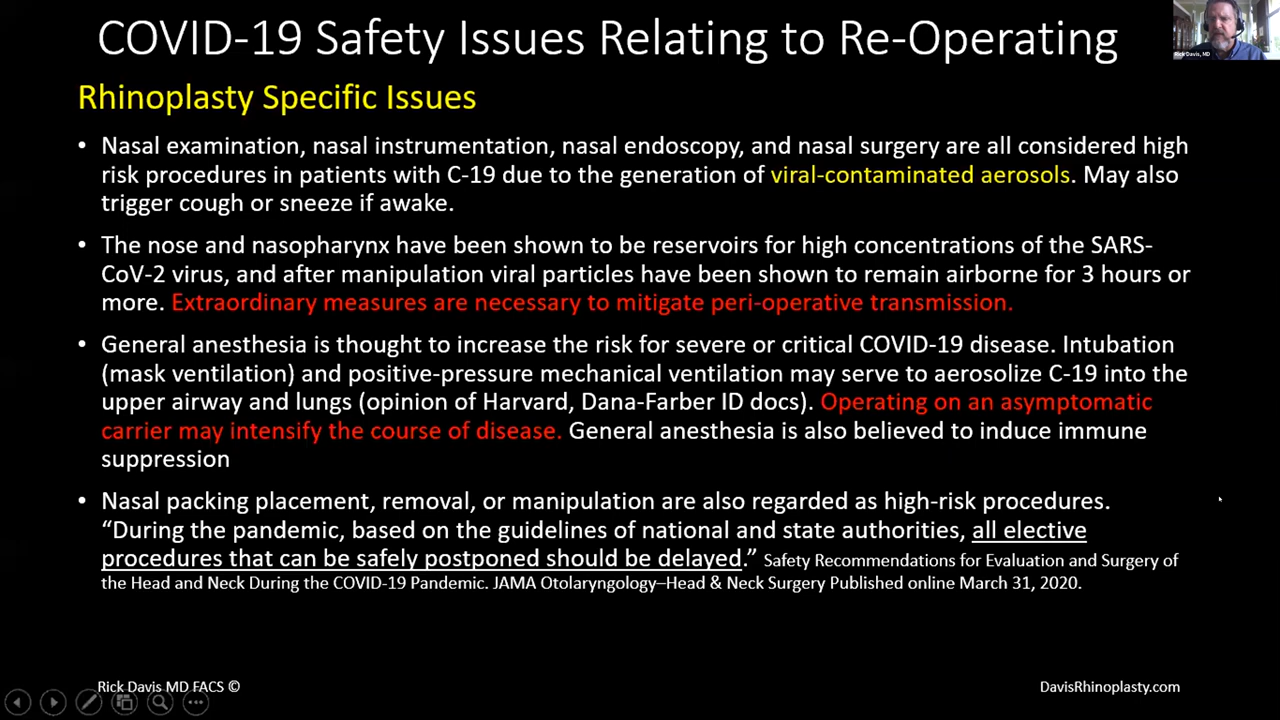 COVID-19 Safety Issues Relating to Re-Operating
Rick Davis, MD
Rhinoplasty Specific Issues
• Nasal examination, nasal instrumentation, nasal endoscopy, and nasal surgery are all considered high
risk procedures in patients with C-19 due to the generation of viral-contaminated aerosols. May also
trigger cough or sneeze if awake.
• The nose and nasopharynx have been shown to be reservoirs for high concentrations of the SARS-
CoV-2 virus, and after manipulation viral particles have been shown to remain airborne for 3 hours or
more. Extraordinary measures are necessary to mitigate peri-operative transmission.
• General anesthesia is thought to increase the risk for severe or critical COVID-19 disease. Intubation
(mask ventilation) and positive-pressure mechanical ventilation may serve to aerosolize C-19 into the
upper airway and lungs (opinion of Harvard, Dana-Farber ID docs). Operating on an asymptomatic
carrier may intensify the course of disease. General anesthesia is also believed to induce immune
suppression
• Nasal packing placement, removal, or manipulation are also regarded as high-risk procedures.
“During the pandemic, based on the guidelines of national and state authorities, all elective
procedures that can be safely postponed should be delayed.” Safety Recommendations for Evaluation and Surgery of
the Head and Neck During the COVID-19 Pandemic. JAMA Otolaryngology–Head & Neck Surgery Published online March 31, 2020.
Rick Davis MD FACS ©
DavisRhinoplasty.com